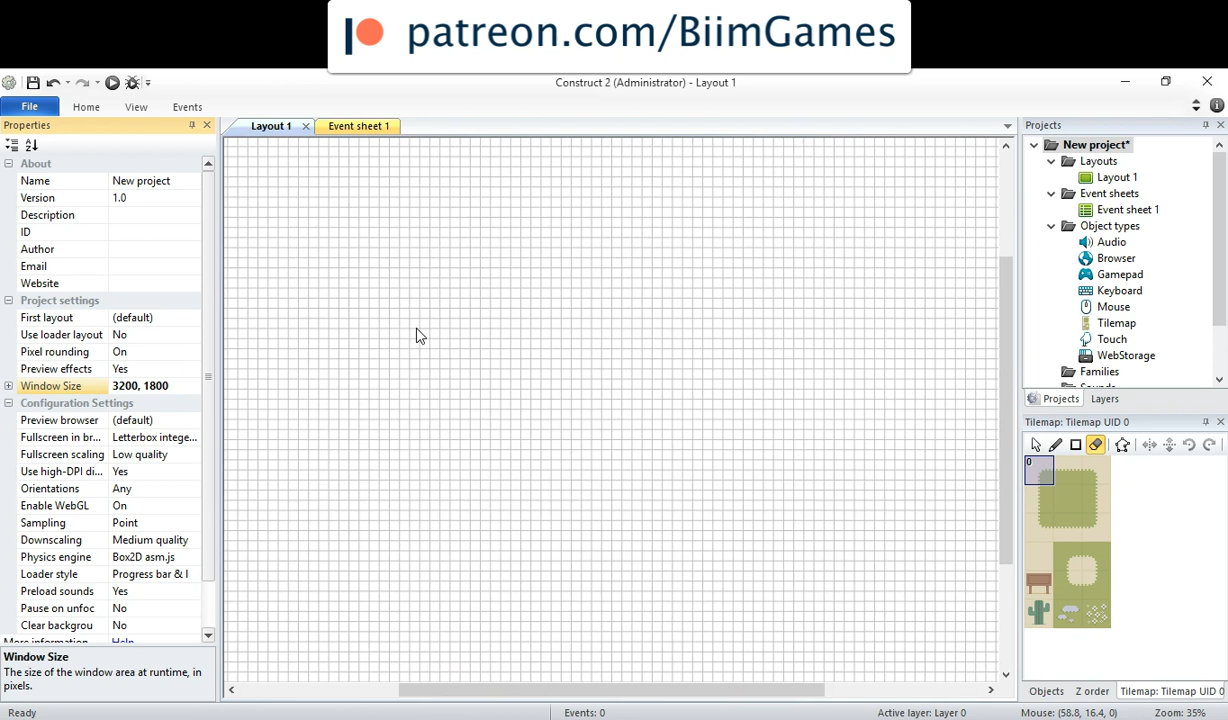 patreon.com/BiimGames
Construct 2 (Administrator) - Layout 1
File Home View Events
Properties
Layout 1 Event sheet 1
Projects
About
Name New project
Version 1.0
Description
ID
Author
Email
Website
Project settings
First layout (default)
Use loader layout No
Pixel rounding On
Preview effects Yes
Window Size 3200, 1800
Configuration Settings
Preview browser (default)
Fullscreen in br... Letterbox intege...
Fullscreen scaling Low quality
Use high-DPI di... Yes
Orientations Any
Enable WebGL On
Sampling Point
Downscaling Medium quality
Physics engine Box2D asm.js
Loader style Progress bar & l
Preload sounds Yes
Pause on unfoc No
Clear backgrou No
More information Help
Window Size
The size of the window area at runtime, in
pixels.
New project*
Layouts
Layout 1
Event sheets
Event sheet 1
Object types
Audio
Browser
Gamepad
Keyboard
Mouse
Tilemap
Touch
WebStorage
Families
Sounds
Projects Layers
Tilemap: Tilemap UID 0
0
Objects Z order Tilemap: Tilemap UID 0
Ready Events: 0 Active layer: Layer 0 Mouse: (58.8, 16.4, 0) Zoom: 35%